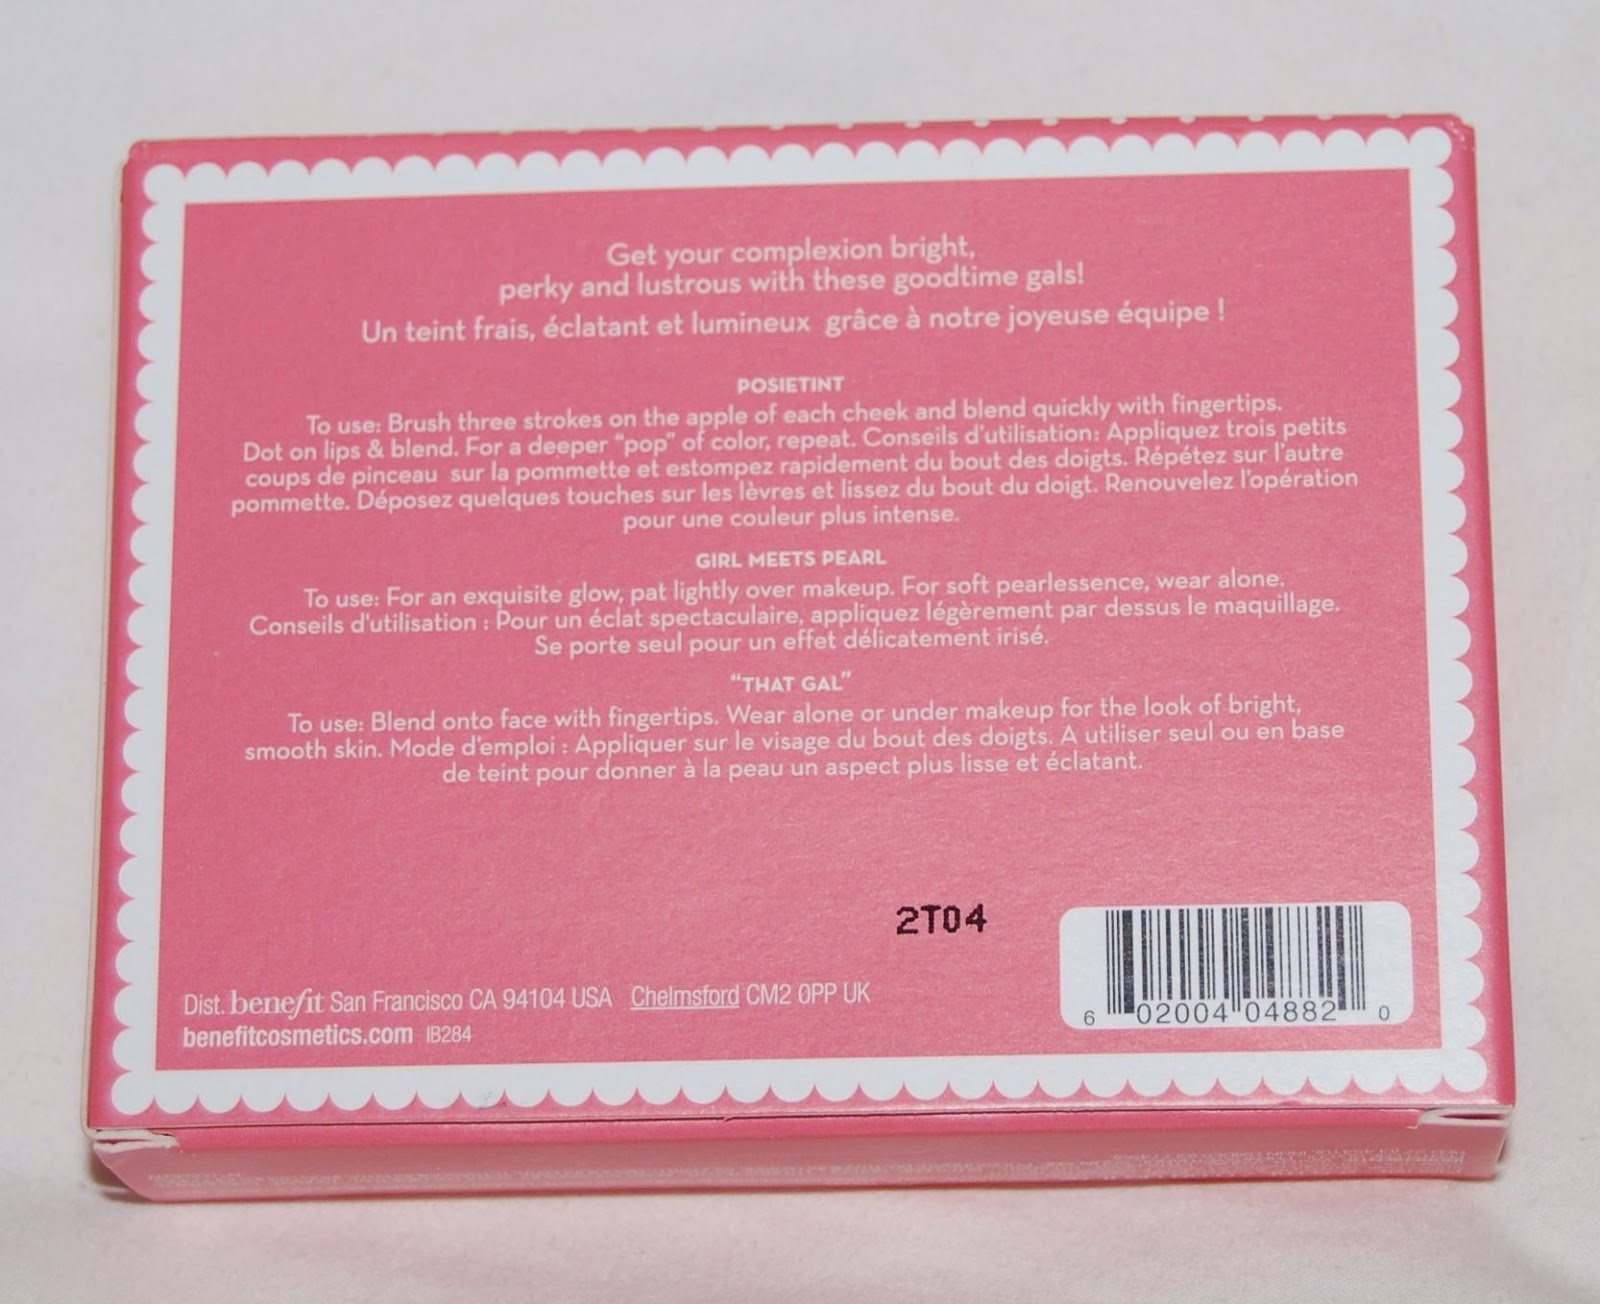 Get your complexion bright,
perky and lustrous with these goodtime gals!
Un teint frais, éclatant et lumineux grâce à notre joyeuse équipe !
POSIETINT
To use: Brush three strokes on the apple of each cheek and blend quickly with fingertips.
Dot on lips & blend. For a deeper “pop” of color, repeat. Conseils d’utilisation: Appliquez trois petits
coups de pinceau sur la pommette et estompez rapidement du bout des doigts. Répétez sur l’autre
pommette. Déposez quelques touches sur les lèvres et lissez du bout du doigt. Renouvelez l’opération
pour une couleur plus intense.
GIRL MEETS PEARL
To use: For an exquisite glow, pat lightly over makeup. For soft pearlessence, wear alone.
Conseils d'utilisation : Pour un éclat spectaculaire, appliquez légèrement par dessus le maquillage.
Se porte seul pour un effet délicatement irisé.
“THAT GAL”
To use: Blend onto face with fingertips. Wear alone or under makeup for the look of bright,
smooth skin. Mode d’emploi : Appliquer sur le visage du bout des doigts. A utiliser seul ou en base
de teint pour donner à la peau un aspect plus lisse et éclatant.
2T04
Dist. benefit San Francisco CA 94104 USA Chelmsford CM2 0PP UK
benefitcosmetics.com IB284
6 02004 04882 0